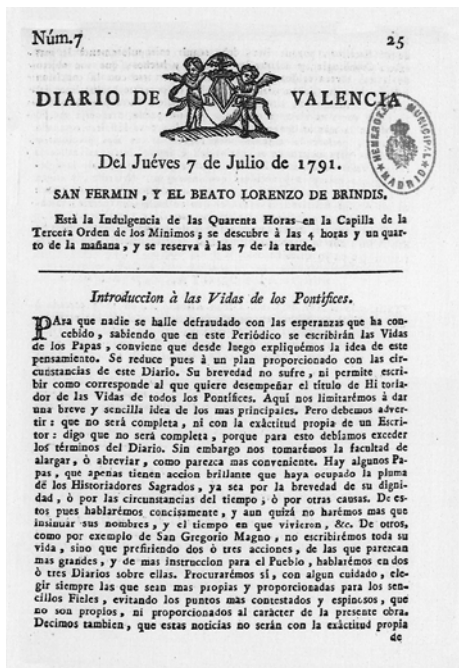 Núm.7 25
DIARIO DE VALENCIA
HEMEROTECA MUNICIPAL
MADRID
Del Juéves 7 de Julio de 1791.
SAN FERMIN, Y EL BEATO LORENZO DE BRINDIS.
Està la Indulgencia de las Quarenta Horas en la Capilla de la
Tercera Orden de los Mínimos; se descubre à las 4 horas y un quar-
to de la mañana, y se reserva à las 7 de la tarde.
Introduccion à las Vidas de los Pontífices.
PAra que nadie se halle defraudado con las esperanzas que ha con-
cebido, sabiendo que en este Periódico se escribirán las Vidas
de los Papas, conviene que desde luego expliquémos la idea de este
pensamiento. Se reduce pues à un plan proporcionado con las cir-
cunstancias de este Diario. Su brevedad no sufre, ni permite escri-
bir como corresponde al que quiere desempeñar el título de Hi toria-
dor de las Vidas de todos los Pontífices. Aquí nos limitarémos à dar
una breve y sencilla idea de los mas principales. Pero debemos adver-
tir: que no será completa, ni con la exâctitud propia de un Escri-
tor: digo que no será completa, porque para esto debíamos exceder
los términos del Diario. Sin embargo nos tomarémos la facultad de
alargar, ò abreviar, como parezca mas conveniente. Hay algunos Pa-
pas, que apenas tienen accion brillante que haya ocupado la pluma
de los Historiadores Sagrados, ya sea por la brevedad de su digni-
dad, ò por las circunstancias del tiempo, ò por otras causas. De es-
tos pues hablarémos concisamente, y aun quizá no harémos mas que
insinuar sus nombres, y el tiempo en que vivieron, &c. De otros,
como por exemplo de San Gregorio Magno, no escribirémos toda su
vida, sino que prefiriendo dos ò tres acciones, de las que parezcan
mas grandes, y de mas instruccion para el Pueblo, hablarémos en dos
ò tres Diarios sobre ellas. Procurarémos sí, con algun cuidado, ele-
gir siempre las que sean mas propias y proporcionadas para los sen-
cillos Fieles, evitando los puntos mas contestados y espinosos, que
no son propios, ni proporcionados al carácter de la presente obra.
Decimos tambien, que estas noticias no serán con la exâctitud propia
de